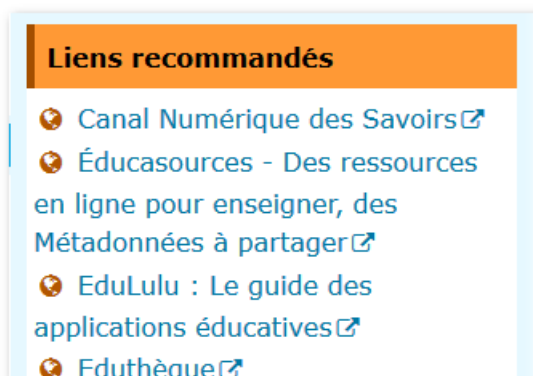 Liens recommandés
Canal Numérique des Savoirs
Éducasources - Des ressources
en ligne pour enseigner, des
Métadonnées à partager
EduLulu : Le guide des
applications éducatives
Eduthèque